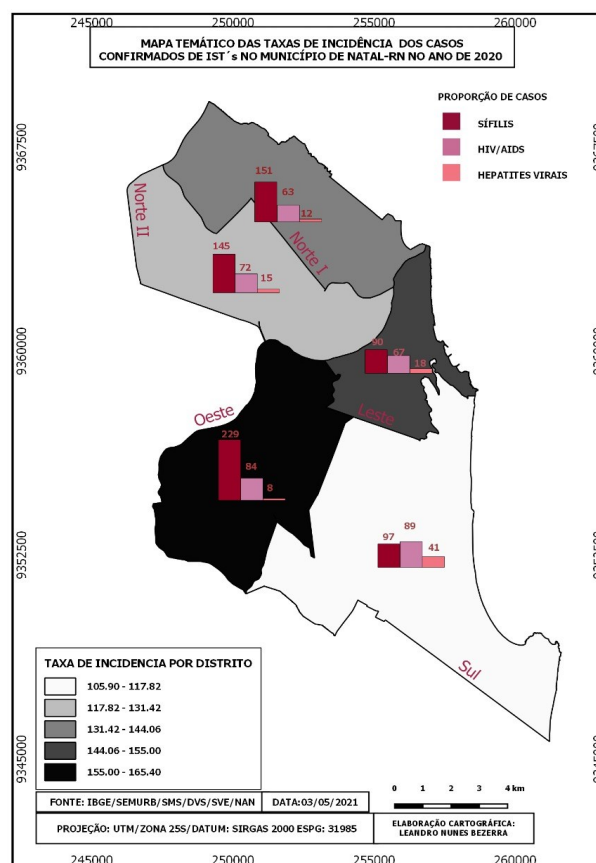 245000 250000 255000 260000
MAPA TEMÁTICO DAS TAXAS DE INCIDÊNCIA DOS CASOS
CONFIRMADOS DE IST´s NO MUNICÍPIO DE NATAL-RN NO ANO DE 2020
PROPORÇÃO DE CASOS
SÍFILIS
HIV/AIDS
HEPATITES VIRAIS
9367500
9367500
Norte II
151
63
12
Norte I
145
72
15
9360000
9360000
90
67
18
Oeste
Leste
229
84
8
9352500
9352500
97
89
41
Sul
TAXA DE INCIDENCIA POR DISTRITO
105.90 - 117.82
117.82 - 131.42
131.42 - 144.06
144.06 - 155.00
155.00 - 165.40
9345000
9345000
0 1 2 3 4 km
FONTE: IBGE/SEMURB/SMS/DVS/SVE/NAN
DATA:03/05/2021
PROJEÇÃO: UTM/ZONA 25S/DATUM: SIRGAS 2000 ESPG: 31985
ELABORAÇÃO CARTOGRÁFICA:
LEANDRO NUNES BEZERRA
245000 250000 255000 260000